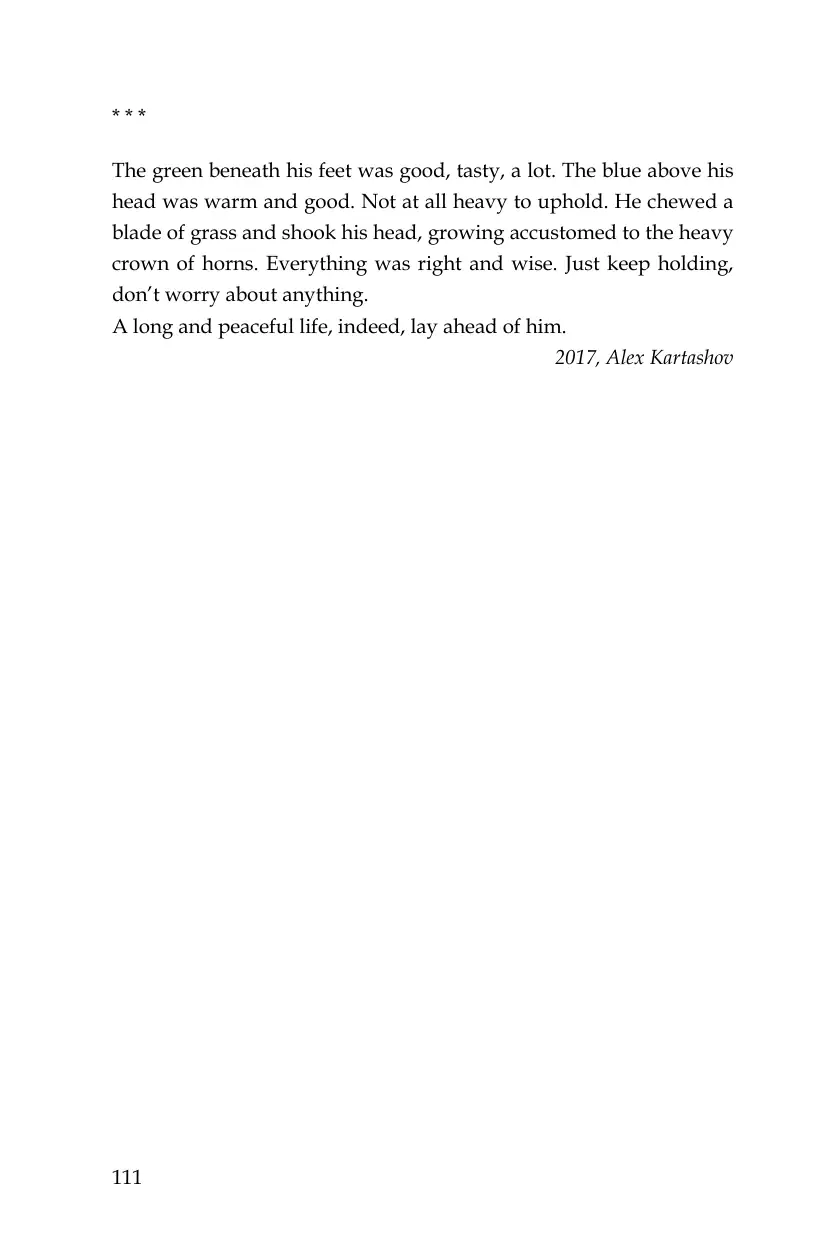 * * *
The green beneath his feet was good, tasty, a lot. The blue above his
head was warm and good. Not at all heavy to uphold. He chewed a
blade of grass and shook his head, growing accustomed to the heavy
crown of horns. Everything was right and wise. Just keep holding,
don’t worry about anything.
A long and peaceful life, indeed, lay ahead of him.
2017, Alex Kartashov
111